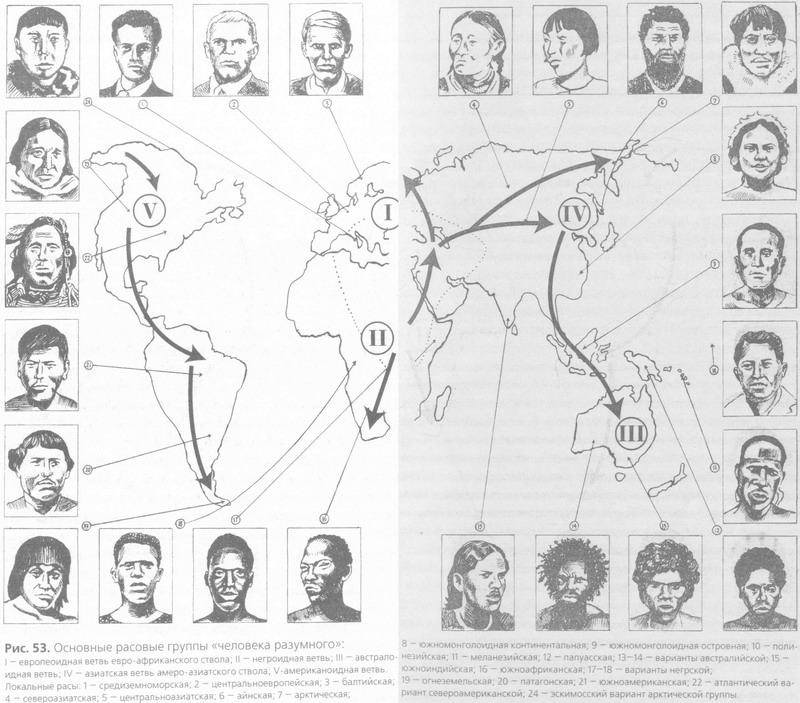 I
II
III
IV
V
Рис. 53. Основные расовые группы «человека разумного»:
I — европеоидная ветвь евро-африканского ствола; II — негроидная ветвь; III — австрало-
идная ветвь; IV — азиатская ветвь амеро-азиатского ствола; V-американоидная ветвь.
Локальные расы: 1 — средиземноморская; 2 — центральноевропейская; 3 — балтийская;
4 — североазиатская; 5 — центральноазиатская; 6 — айнская; 7 — арктическая;
8 — южномонголоидная континентальная; 9 — южномонголоидная островная; 10 — поли-
незийская; 11 — меланезийская; 12 — папуасская; 13—14 — варианты австралийской; 15 —
южноиндийская; 16 — южноафриканская; 17—18 — варианты негрской;
19 — огнеземельская; 20 — патагонская; 21 — южноамериканская; 22 — атлантический ва-
риант североамериканской; 24 — эскимосский вариант арктической группы.